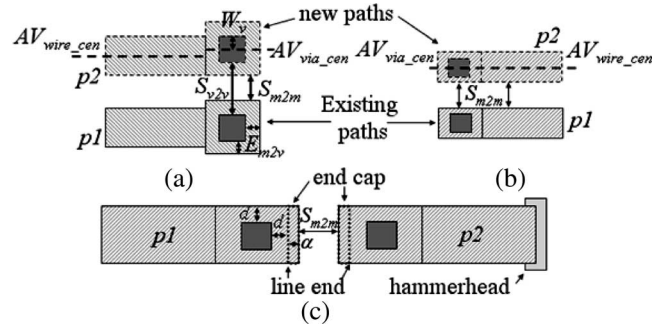 W_v
new paths
AV_wire_cen
AV_via_cen
AV_via_cen
AV_wire_cen
p2
p2
S_v2v
S_m2m
S_m2m
Existing
paths
p1
p1
E_m2v
(a)
(b)
end cap
d
d
S_m2m
α
p1
p2
line end
hammerhead
(c)